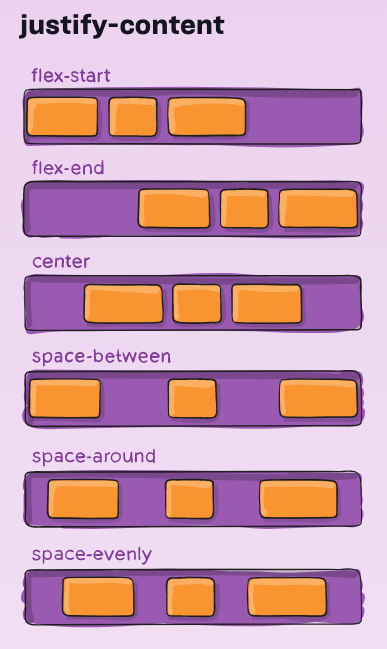 justify-content
flex-start
flex-end
center
space-between
space-around
space-evenly